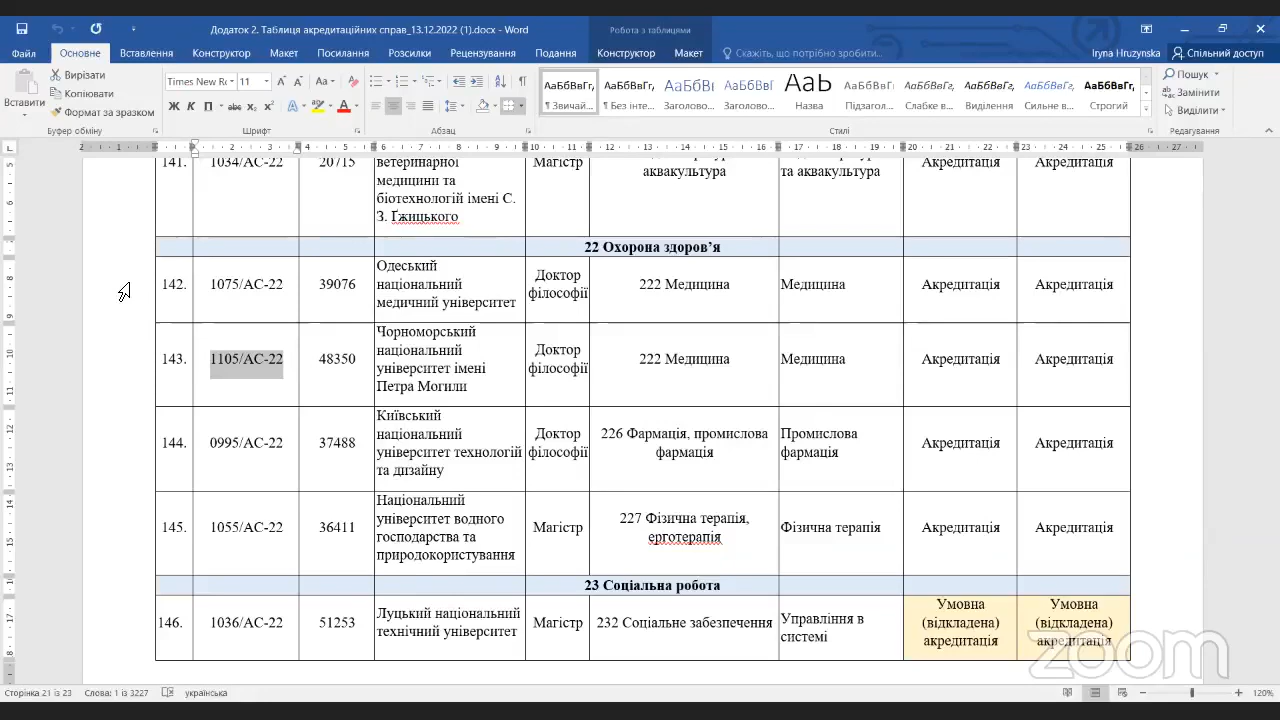 Додаток 2. Таблиця акредитаційних справ_13.12.2022 (1).docx - Word
Робота з таблицями
Файл Основне Вставлення Конструктор Макет Посилання Розсилки Рецензування Подання Конструктор Макет Скажіть, що потрібно зробити... Iryna Hruzynska Спільний доступ
Вставити
Вирізати
Копіювати
Формат за зразком
Буфер обміну
Times New Ro 11
Шрифт
Абзац
АаБбВвГг, АаБбВвГг, АаБбВі АаБбВвГ АаЬ АаБбВвГг АаБбВвГг, АаБбВвГг, АаБбВвГг, АаБбВвГг,
¶ Звичай... ¶ Без інте... Заголово... Заголово... Назва Підзагол... Слабке в... Виділення Сильне в... Строгий
Стилі
Пошук
Замінити
Виділити
Редагування
141. 1034/АС-22 20715 ветеринарної медицини та біотехнологій імені С. З. Ґжицького Магістр аквакультура та аквакультура Акредитація Акредитація
22 Охорона здоров’я
142. 1075/АС-22 39076 Одеський національний медичний університет Доктор філософії 222 Медицина Медицина Акредитація Акредитація
143. 1105/АС-22 48350 Чорноморський національний університет імені Петра Могили Доктор філософії 222 Медицина Медицина Акредитація Акредитація
144. 0995/АС-22 37488 Київський національний університет технологій та дизайну Доктор філософії 226 Фармація, промислова фармація Промислова фармація Акредитація Акредитація
145. 1055/АС-22 36411 Національний університет водного господарства та природокористування Магістр 227 Фізична терапія, ерготерапія Фізична терапія Акредитація Акредитація
23 Соціальна робота
146. 1036/АС-22 51253 Луцький національний технічний університет Магістр 232 Соціальне забезпечення Управління в системі Умовна (відкладена) акредитація Умовна (відкладена) акредитація
zoom
Сторінка 21 із 23 Слова: 1 із 3227 українська 120%